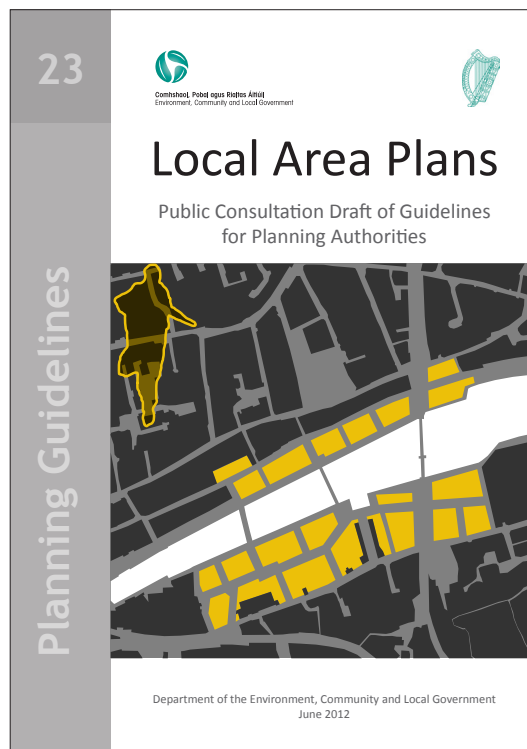 23
Comhshaol, Pobal agus Rialtas Áitiúil
Environment, Community and Local Government
Local Area Plans
Public Consultation Draft of Guidelines
for Planning Authorities
Planning Guidelines
Department of the Environment, Community and Local Government
June 2012